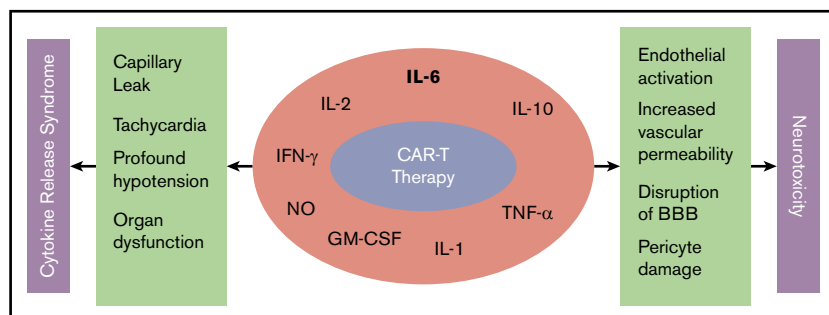 Cytokine Release Syndrome
Capillary
Leak
Tachycardia
Profound
hypotension
Organ
dysfunction
IL-6
IL-2
IL-10
IFN-γ
CAR-T
Therapy
NO
TNF-α
GM-CSF
IL-1
Endothelial
activation
Increased
vascular
permeability
Disruption
of BBB
Pericyte
damage
Neurotoxicity